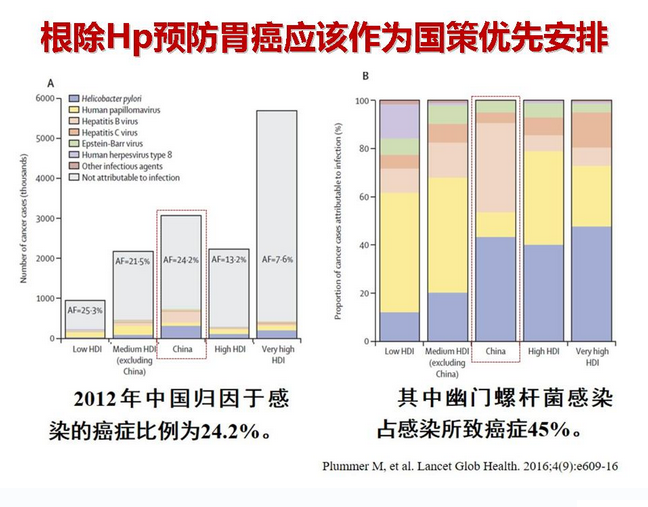 根除Hp预防胃癌应该作为国策优先安排
A
6000
5000
4000
3000
2000
1000
0
Number of cancer cases (thousands)
Helicobacter pylori
Human papillomavirus
Hepatitis B virus
Hepatitis C virus
Epstein-Barr virus
Human herpesvirus type 8
Other infectious agents
Not attributable to infection
AF=25·3%
AF=21·5%
AF=24·2%
AF=13·2%
AF=7·6%
Low HDI
Medium HDI
(excluding
China)
China
High HDI
Very high
HDI
B
100
80
60
40
20
0
Proportion of cancer cases attributable to infection (%)
Low HDI
Medium HDI
(excluding
China)
China
High HDI
Very high
HDI
2012年中国归因于感
染的癌症比例为24.2%。
其中幽门螺杆菌感染
占感染所致癌症45%。
Plummer M, et al. Lancet Glob Health. 2016;4(9):e609-16